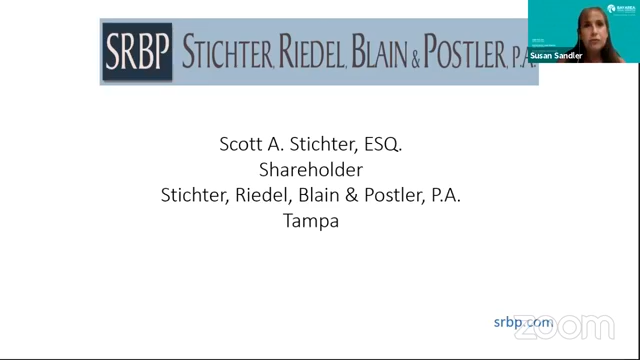 SRBP STICHTER, RIEDEL, BLAIN & POSTLER, P.A.
Susan Sandler
Scott A. Stichter, ESQ.
Shareholder
Stichter, Riedel, Blain & Postler, P.A.
Tampa
srbp.com
zoom